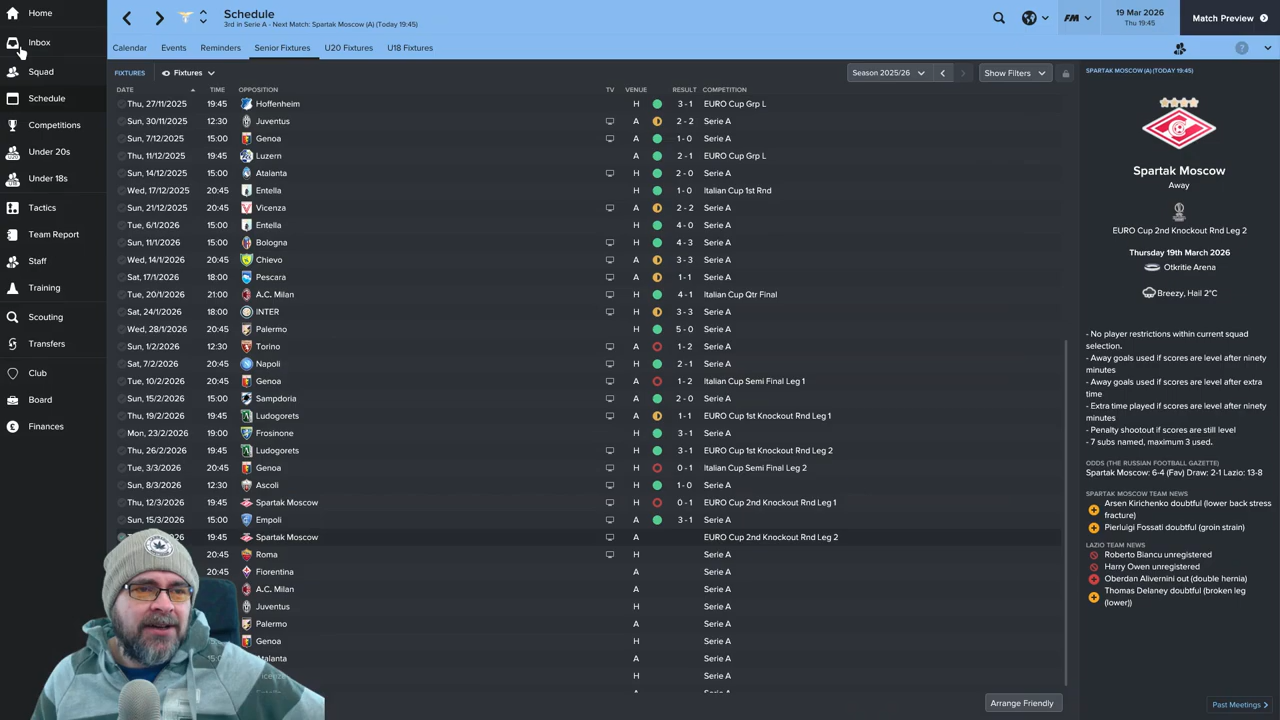 Home
Inbox
Squad
Schedule
Competitions
Under 20s
Under 18s
Tactics
Team Report
Staff
Training
Scouting
Transfers
Club
Board
Finances
Schedule
3rd in Serie A - Next Match: Spartak Moscow (A) (Today 19:45)
FM
19 Mar 2026
Thu 19:45
Match Preview
Calendar Events Reminders Senior Fixtures U20 Fixtures U18 Fixtures
FIXTURES Fixtures Season 2025/26 Show Filters
DATE TIME OPPOSITION TV VENUE RESULT COMPETITION
Thu, 27/11/2025 19:45 Hoffenheim H 3 - 1 EURO Cup Grp L
Sun, 30/11/2025 12:30 Juventus A 2 - 2 Serie A
Sun, 7/12/2025 15:00 Genoa A 1 - 0 Serie A
Thu, 11/12/2025 19:45 Luzern A 2 - 1 EURO Cup Grp L
Sun, 14/12/2025 15:00 Atalanta H 2 - 0 Serie A
Wed, 17/12/2025 20:45 Entella H 1 - 0 Italian Cup 1st Rnd
Sun, 21/12/2025 20:45 Vicenza A 2 - 2 Serie A
Tue, 6/1/2026 15:00 Entella H 4 - 0 Serie A
Sun, 11/1/2026 15:00 Bologna H 4 - 3 Serie A
Wed, 14/1/2026 20:45 Chievo A 3 - 3 Serie A
Sat, 17/1/2026 18:00 Pescara A 1 - 1 Serie A
Tue, 20/1/2026 21:00 A.C. Milan H 4 - 1 Italian Cup Qtr Final
Sat, 24/1/2026 18:00 INTER H 3 - 3 Serie A
Wed, 28/1/2026 20:45 Palermo H 5 - 0 Serie A
Sun, 1/2/2026 12:30 Torino A 1 - 2 Serie A
Sat, 7/2/2026 20:45 Napoli H 2 - 1 Serie A
Tue, 10/2/2026 20:45 Genoa A 1 - 2 Italian Cup Semi Final Leg 1
Sun, 15/2/2026 15:00 Sampdoria A 2 - 0 Serie A
Thu, 19/2/2026 19:45 Ludogorets A 1 - 1 EURO Cup 1st Knockout Rnd Leg 1
Mon, 23/2/2026 19:00 Frosinone H 3 - 1 Serie A
Thu, 26/2/2026 19:45 Ludogorets H 3 - 1 EURO Cup 1st Knockout Rnd Leg 2
Tue, 3/3/2026 20:45 Genoa H 0 - 1 Italian Cup Semi Final Leg 2
Sun, 8/3/2026 12:30 Ascoli H 1 - 0 Serie A
Thu, 12/3/2026 19:45 Spartak Moscow H 0 - 1 EURO Cup 2nd Knockout Rnd Leg 1
Sun, 15/3/2026 15:00 Empoli A 3 - 1 Serie A
19:45 Spartak Moscow A EURO Cup 2nd Knockout Rnd Leg 2
20:45 Roma H Serie A
20:45 Fiorentina A Serie A
A.C. Milan A Serie A
Juventus H Serie A
Palermo A Serie A
Genoa H Serie A
Atalanta A Serie A
H Serie A
Arrange Friendly
SPARTAK MOSCOW (A) (TODAY 19:45)
Spartak Moscow
Away
EURO Cup 2nd Knockout Rnd Leg 2
Thursday 19th March 2026
Otkritie Arena
Breezy, Hail 2°C
- No player restrictions within current squad
selection.
- Away goals used if scores are level after ninety
minutes
- Away goals used if scores are level after extra
time
- Extra time played if scores are level after ninety
minutes
- Penalty shootout if scores are still level
- 7 subs named, maximum 3 used.
ODDS (THE RUSSIAN FOOTBALL GAZETTE)
Spartak Moscow: 6-4 (Fav) Draw: 2-1 Lazio: 13-8
SPARTAK MOSCOW TEAM NEWS
Arsen Kirichenko doubtful (lower back stress
fracture)
Pierluigi Fossati doubtful (groin strain)
LAZIO TEAM NEWS
Roberto Biancu unregistered
Harry Owen unregistered
Oberdan Alivernini out (double hernia)
Thomas Delaney doubtful (broken leg
(lower))
Past Meetings